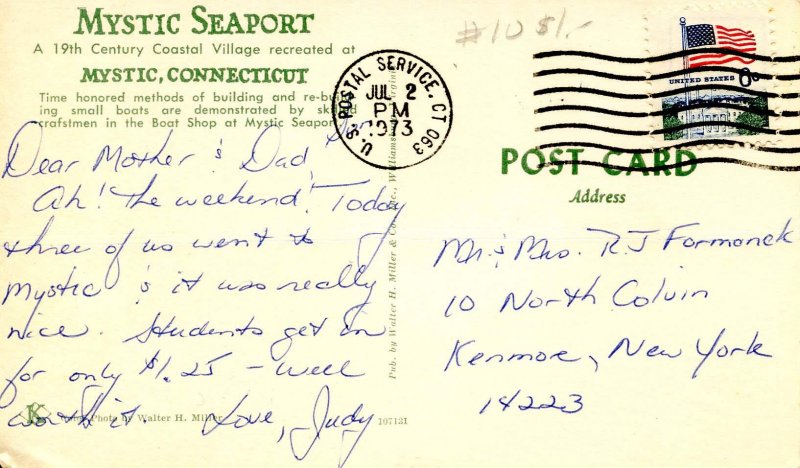 MYSTIC SEAPORT
A 19th Century Coastal Village recreated at
MYSTIC, CONNECTICUT
Time honored methods of building and re-build-
ing small boats are demonstrated by skilled
craftsmen in the Boat Shop at Mystic Seaport.
Dear Mother & Dad,
Ah! The weekend! Today
three of us went to
Mystic & it was really
nice. Students get in
for only $1.25 - well
worth it. Love, Judy
K
Photo by Walter H. Miller
107121
Pub. by Walter H. Miller & Co., Inc., Williamsburg, Virginia
#10 $1/-
U.S. POSTAL SERVICE, CT 063
JUL 2
PM
1973
UNITED STATES 8c
POST CARD
Address
Mr. & Mrs. R J Formanek
10 North Colvin
Kenmore, New York
14223